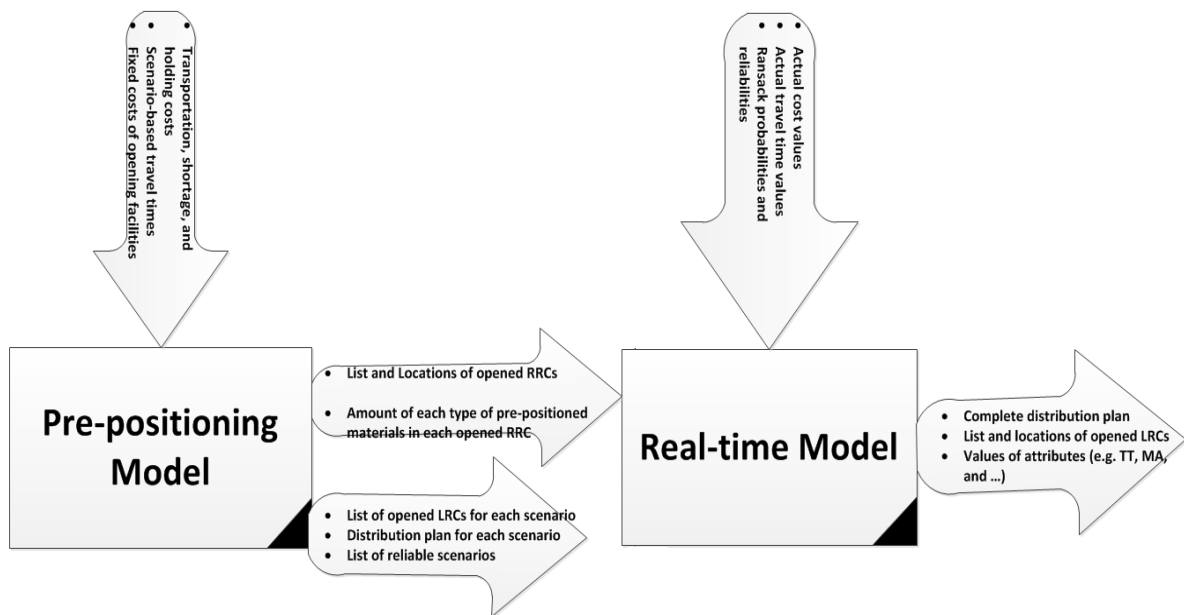 • Transportation, shortage, and
holding costs
• Scenario-based travel times
• Fixed costs of opening facilities
• Actual cost values
• Actual travel time values
• Ransack probabilities and
reliabilities
Pre-positioning
Model
• List and Locations of opened RRCs
• Amount of each type of pre-positioned
materials in each opened RRC
• List of opened LRCs for each scenario
• Distribution plan for each scenario
• List of reliable scenarios
Real-time Model
• Complete distribution plan
• List and locations of opened LRCs
• Values of attributes (e.g. TT, MA,
and ...)